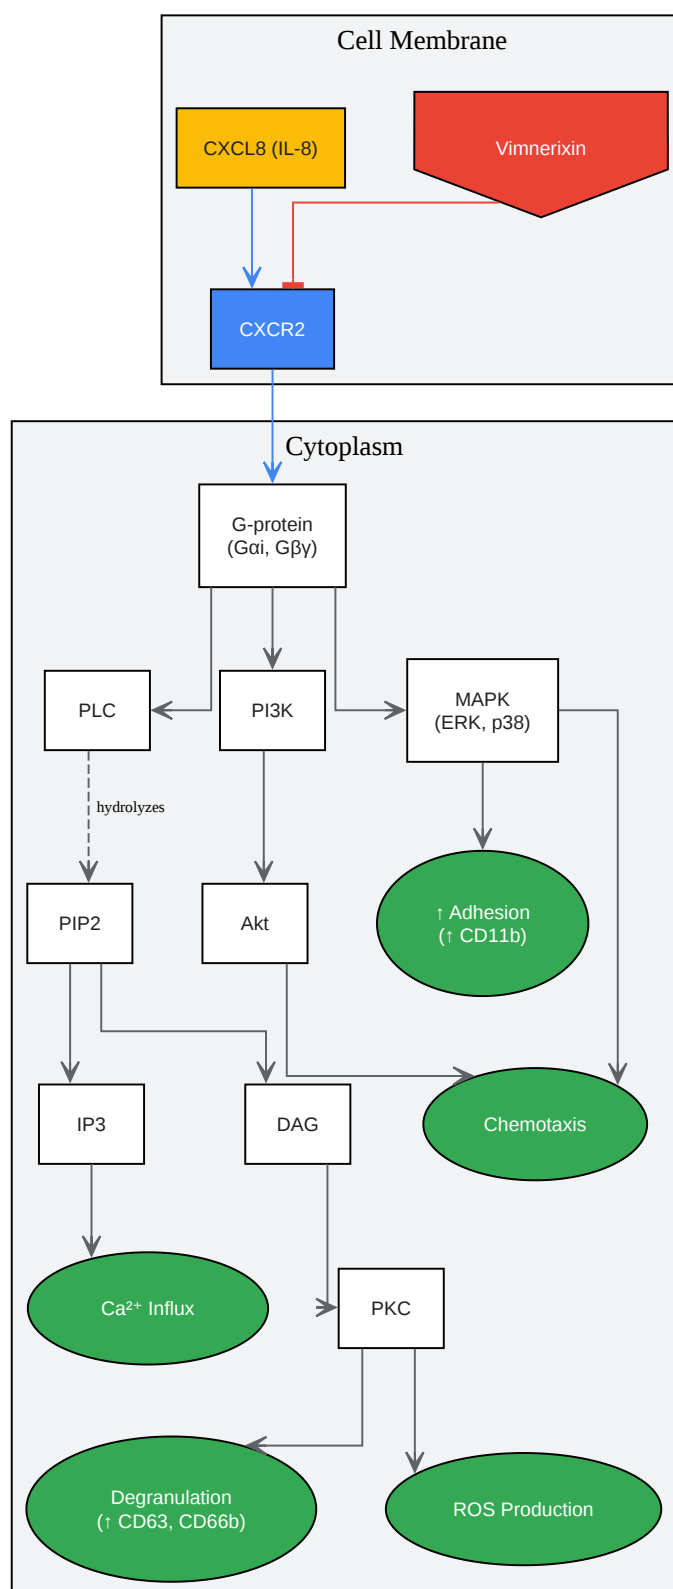 Cell Membrane
CXCL8 (IL-8)
Vimnerixin
CXCR2
Cytoplasm
G-protein
(Gαi, Gβγ)
PLC
PI3K
MAPK
(ERK, p38)
hydrolyzes
PIP2
Akt
↑ Adhesion
(↑ CD11b)
IP3
DAG
Chemotaxis
Ca²⁺ Influx
PKC
Degranulation
(↑ CD63, CD66b)
ROS Production